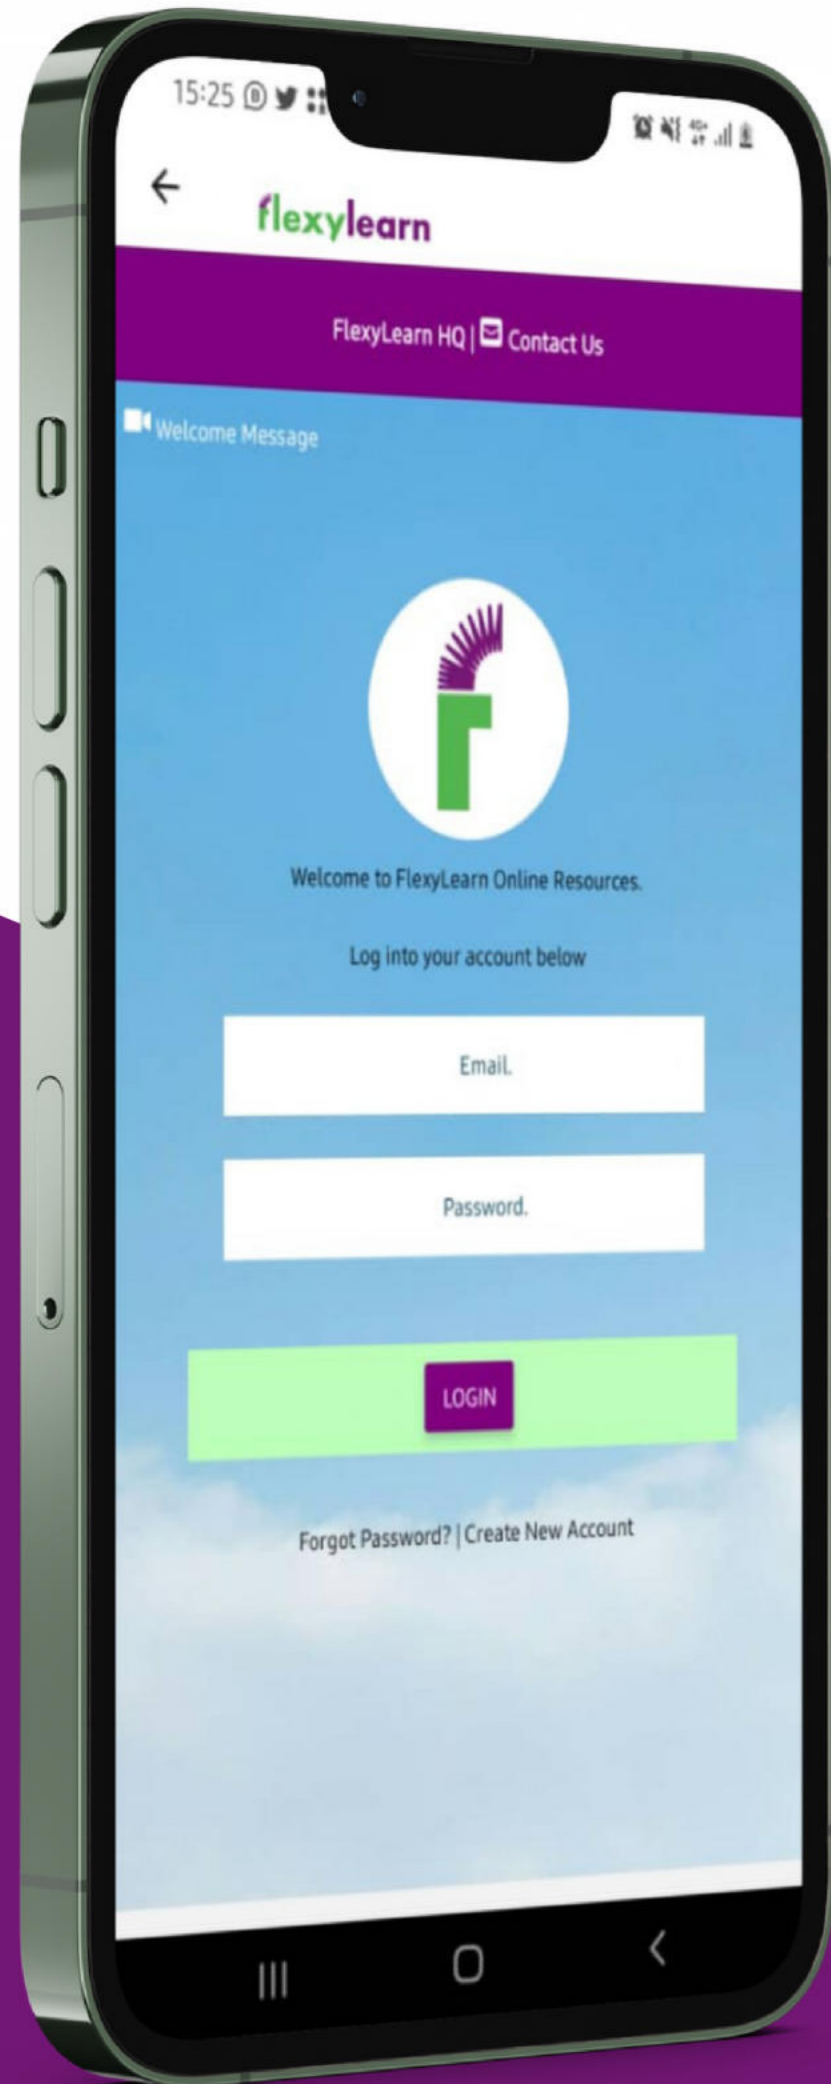 15:25
4G+
flexylearn
FlexyLearn HQ | Contact Us
Welcome Message
Welcome to FlexyLearn Online Resources.
Log into your account below
Email.
Password.
LOGIN
Forgot Password? | Create New Account